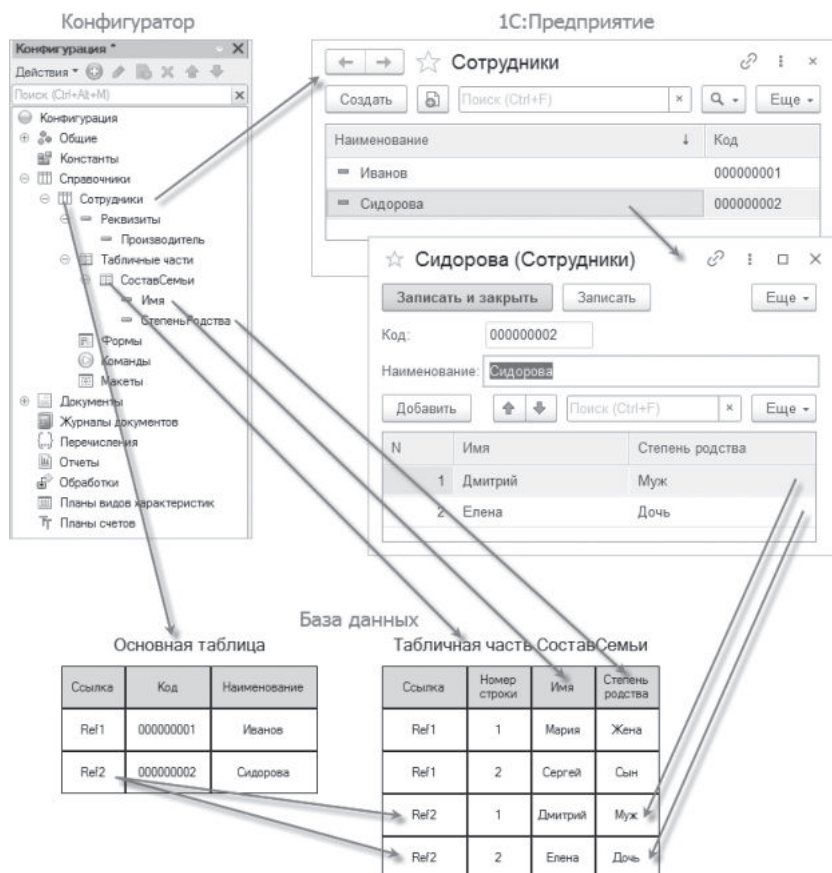 Конфигуратор
1С:Предприятие
Конфигурация *
Действия
Поиск (Ctrl+Alt+M)
Конфигурация
Общие
Константы
Справочники
Сотрудники
Реквизиты
Производитель
Табличные части
СоставСемьи
Имя
СтепеньРодства
Формы
Команды
Макеты
Документы
Журналы документов
Перечисления
Отчеты
Обработки
Планы видов характеристик
Планы счетов
Сотрудники
Создать Поиск (Ctrl+F) Еще
Наименование Код
Иванов 000000001
Сидорова 000000002
Сидорова (Сотрудники)
Записать и закрыть Записать Еще
Код: 000000002
Наименование: Сидорова
Добавить Поиск (Ctrl+F) Еще
N Имя Степень родства
1 Дмитрий Муж
2 Елена Дочь
База данных
Основная таблица
Ссылка Код Наименование
Ref1 000000001 Иванов
Ref2 000000002 Сидорова
Табличная часть СоставСемьи
Ссылка Номер строки Имя Степень родства
Ref1 1 Мария Жена
Ref1 2 Сергей Сын
Ref2 1 Дмитрий Муж
Ref2 2 Елена Дочь